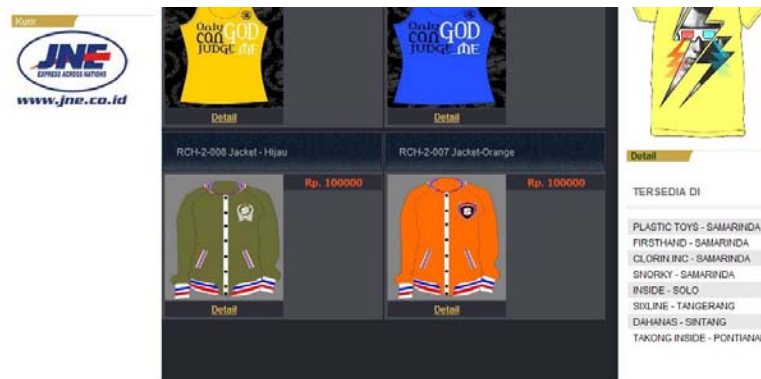 Kurir
JNE
EXPRESS ACROSS NATIONS
www.jne.co.id
Only
can GOD
JUDGE ME
Detail
Only
can GOD
JUDGE ME
Detail
RCH-2-008 Jacket - Hijau
Rp. 100000
S
Detail
RCH-2-007 Jacket-Orange
Rp. 100000
S
Detail
Detail
TERSEDIA DI
PLASTIC TOYS - SAMARINDA
FIRSTHAND - SAMARINDA
CLORIN.INC - SAMARINDA
SNORKY - SAMARINDA
INSIDE - SOLO
SIXLINE - TANGERANG
DAHANAS - SINTANG
TAKONG INSIDE - PONTIANA